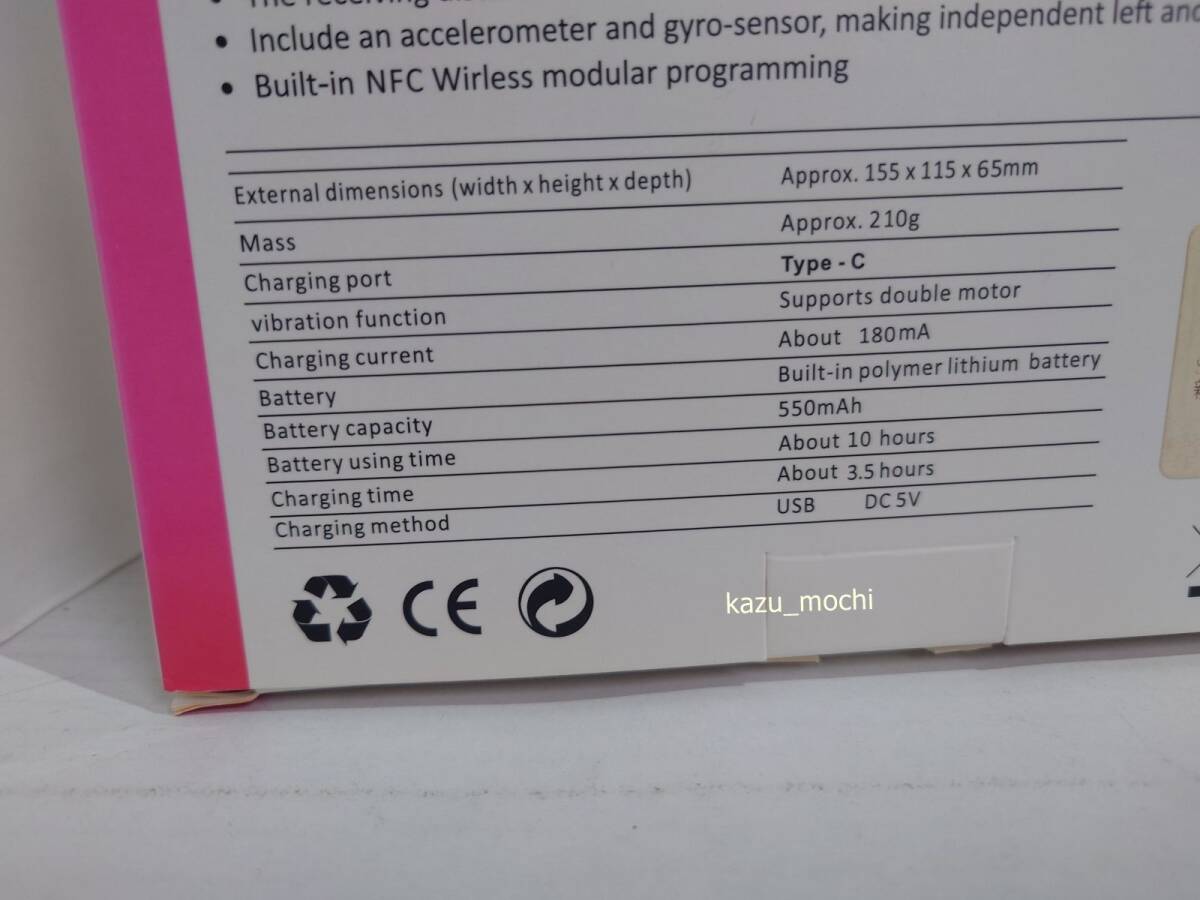 • The receiving
• Include an accelerometer and gyro-sensor, making independent left and
• Built-in NFC Wirless modular programming
External dimensions (width x height x depth) Approx. 155 x 115 x 65mm
Mass Approx. 210g
Charging port Type - C
vibration function Supports double motor
Charging current About 180mA
Battery Built-in polymer lithium battery
Battery capacity 550mAh
Battery using time About 10 hours
Charging time About 3.5 hours
Charging method USB DC 5V
CE
kazu_mochi